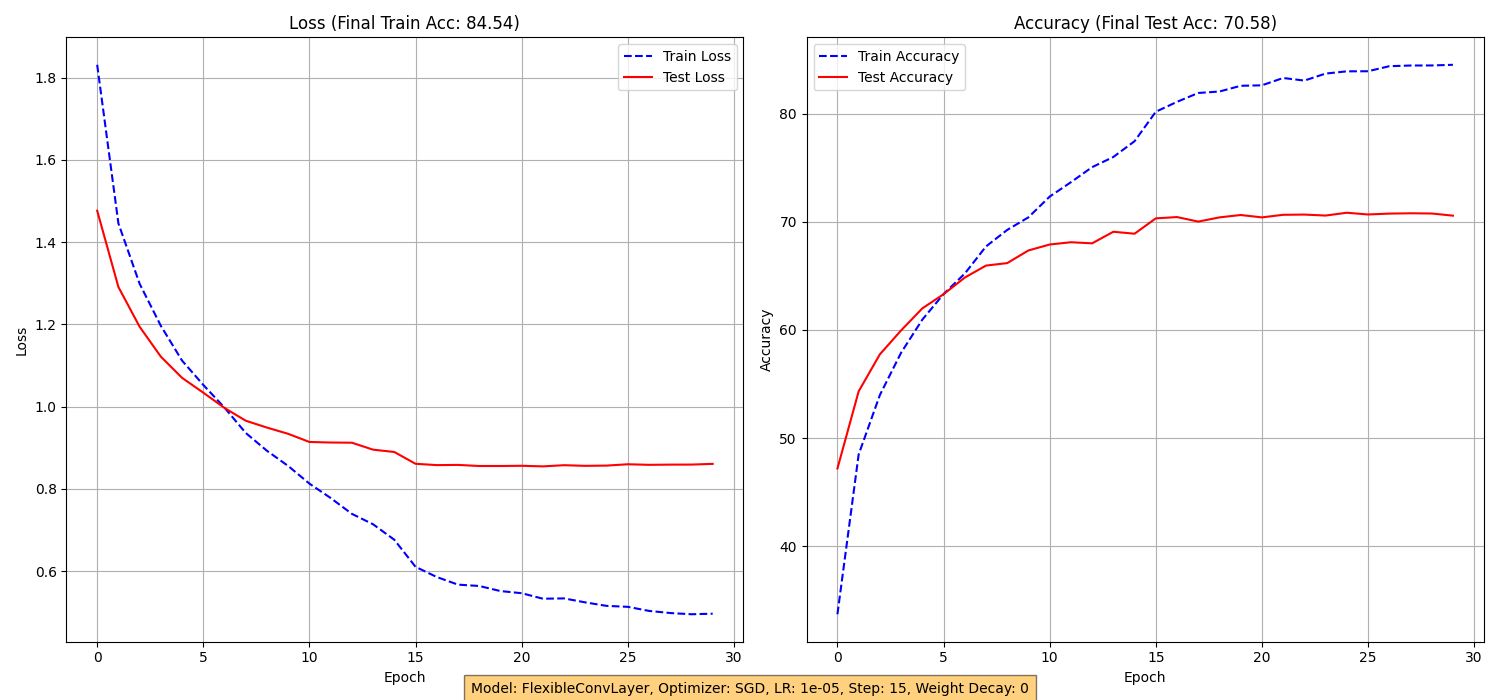 Loss (Final Train Acc: 84.54)
Train Loss
Test Loss
1.8
1.6
1.4
1.2
1.0
0.8
0.6
Loss
0
5
10
15
20
25
30
Epoch
Accuracy (Final Test Acc: 70.58)
Train Accuracy
Test Accuracy
80
70
60
50
40
Accuracy
0
5
10
15
20
25
30
Epoch
Model: FlexibleConvLayer, Optimizer: SGD, LR: 1e-05, Step: 15, Weight Decay: 0